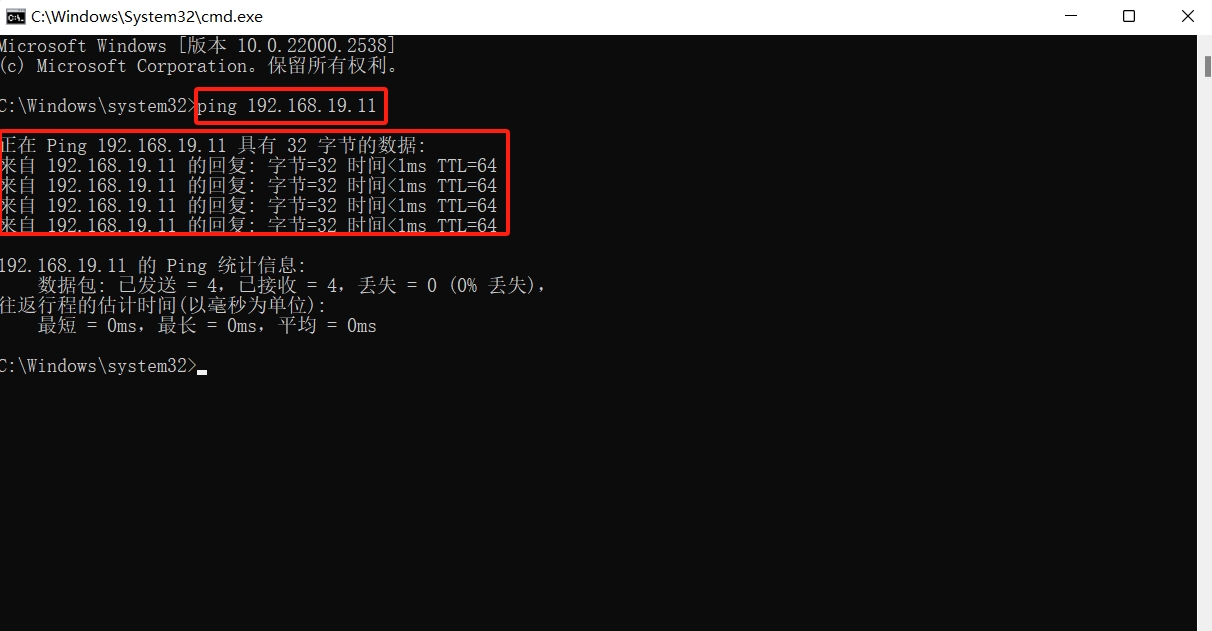 C:\Windows\System32\cmd.exe
Microsoft Windows [版本 10.0.22000.2538]
(c) Microsoft Corporation。保留所有权利。
C:\Windows\system32>ping 192.168.19.11
正在 Ping 192.168.19.11 具有 32 字节的数据:
来自 192.168.19.11 的回复: 字节=32 时间<1ms TTL=64
来自 192.168.19.11 的回复: 字节=32 时间<1ms TTL=64
来自 192.168.19.11 的回复: 字节=32 时间<1ms TTL=64
来自 192.168.19.11 的回复: 字节=32 时间<1ms TTL=64
192.168.19.11 的 Ping 统计信息:
数据包: 已发送 = 4，已接收 = 4，丢失 = 0 (0% 丢失)，
往返行程的估计时间(以毫秒为单位):
最短 = 0ms，最长 = 0ms，平均 = 0ms
C:\Windows\system32>